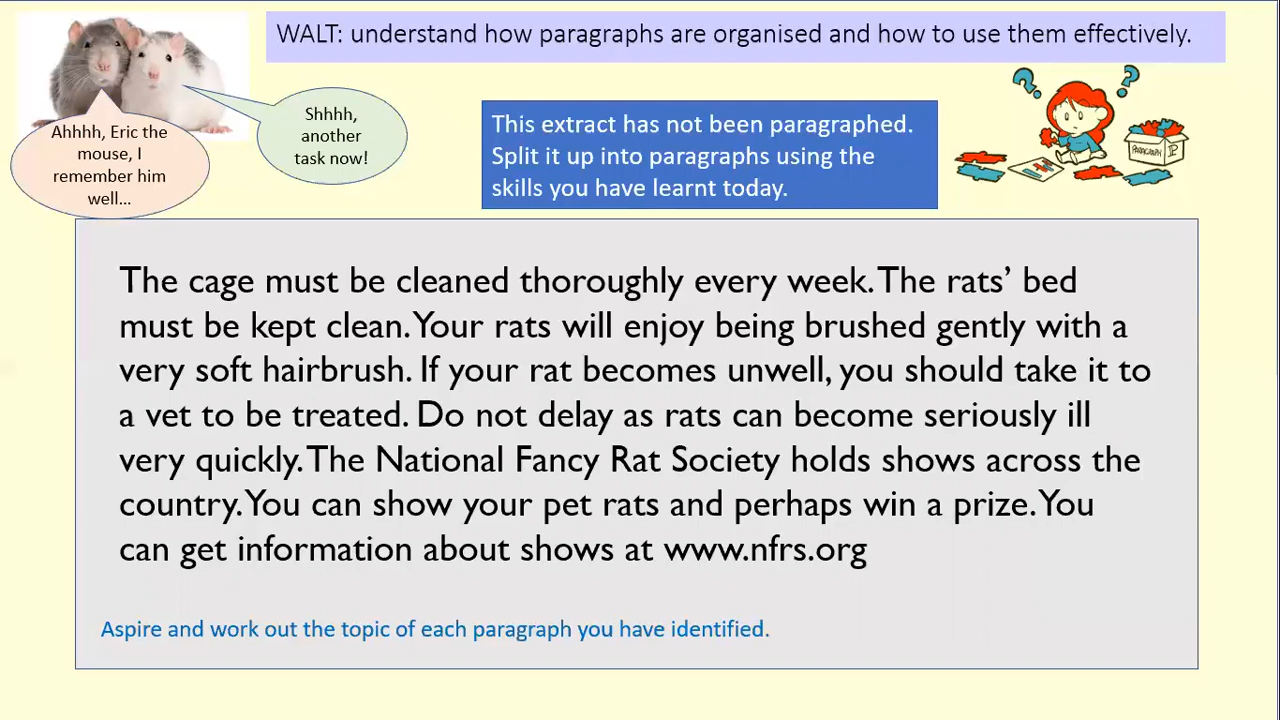 WALT: understand how paragraphs are organised and how to use them effectively.
Ahhhh, Eric the
mouse, I
remember him
well...
Shhhh,
another
task now!
This extract has not been paragraphed.
Split it up into paragraphs using the
skills you have learnt today.
PARAGRAPH
The cage must be cleaned thoroughly every week. The rats’ bed
must be kept clean. Your rats will enjoy being brushed gently with a
very soft hairbrush. If your rat becomes unwell, you should take it to
a vet to be treated. Do not delay as rats can become seriously ill
very quickly. The National Fancy Rat Society holds shows across the
country. You can show your pet rats and perhaps win a prize. You
can get information about shows at www.nfrs.org
Aspire and work out the topic of each paragraph you have identified.